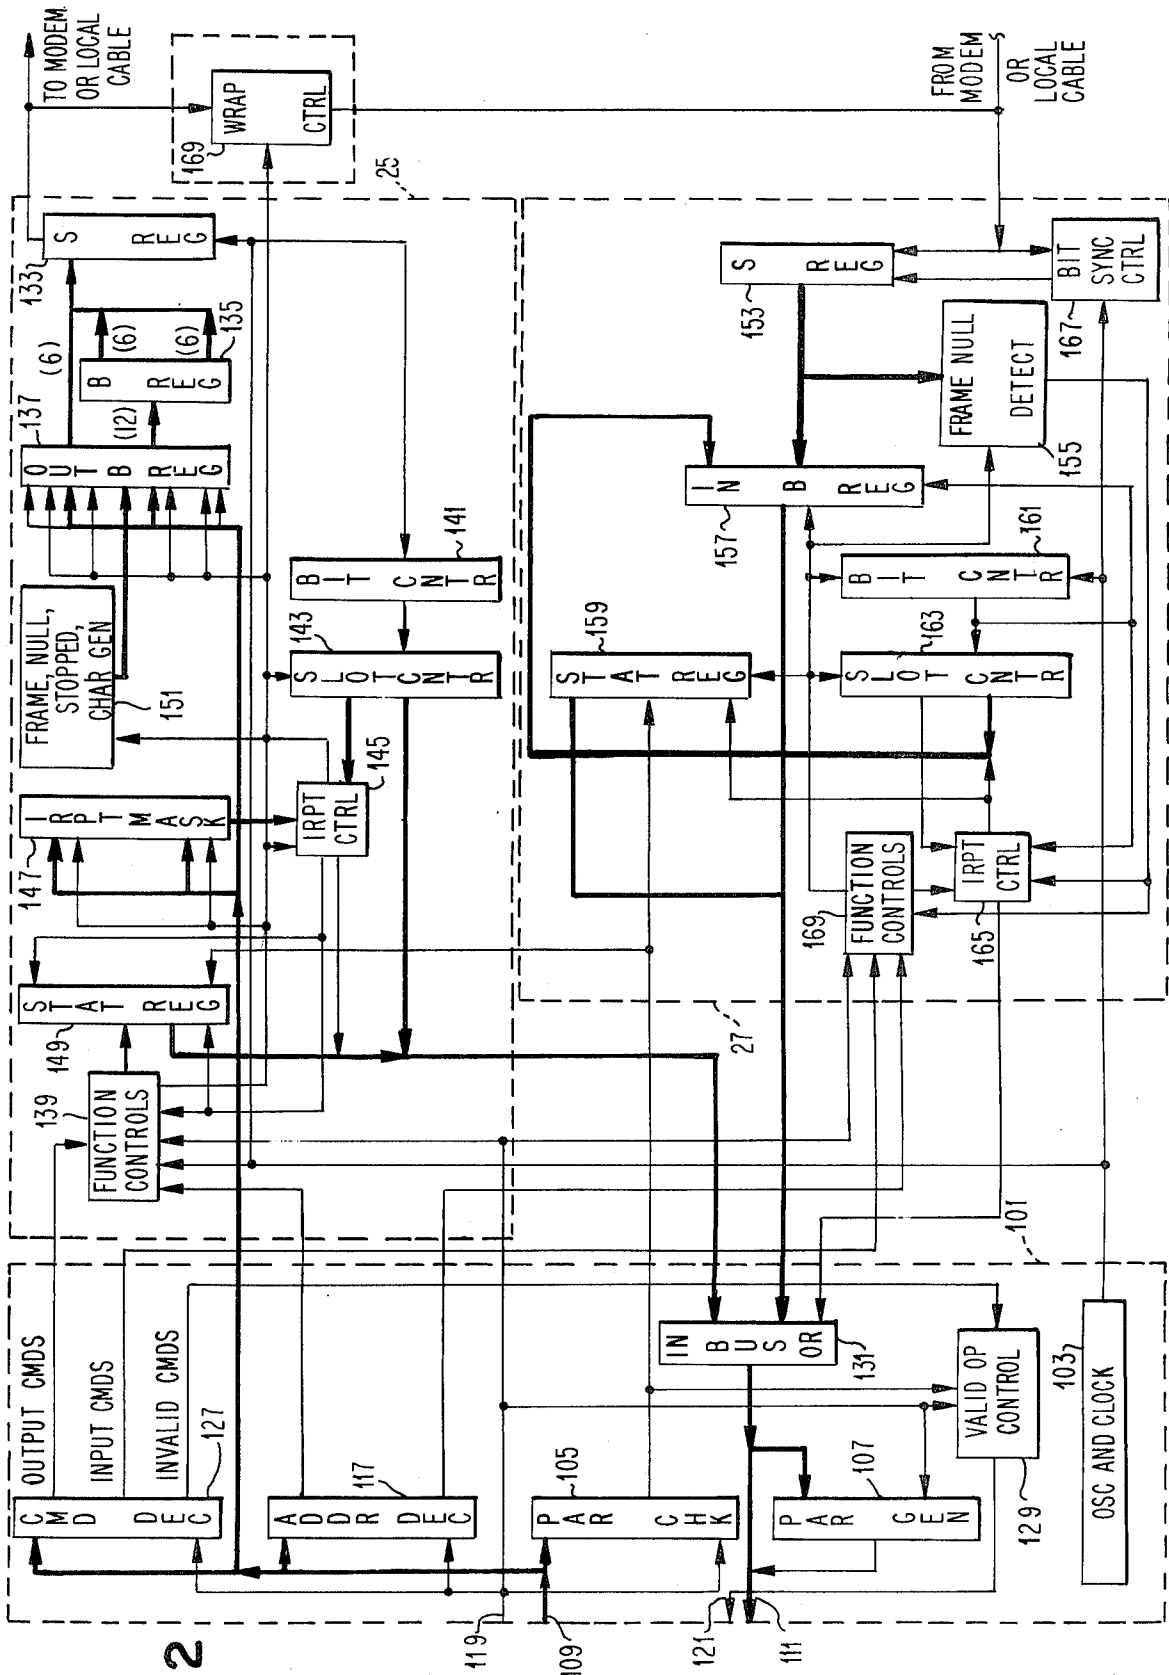 2
TO MODEM
OR LOCAL
CABLE
WRAP
CTRL
169
FROM
MODEM
OR
LOCAL
CABLE
25
S REG
133
(6)
(6)
(6)
B REG
135
(12)
OUT B REG
137
FRAME, NULL,
STOPPED,
CHAR GEN
151
IRPT MASK
147
STAT REG
149
FUNCTION
CONTROLS
139
BIT CNTR
141
SLOT CNTR
143
IRPT
CTRL
145
S REG
153
BIT
SYNC
CTRL
167
FRAME NULL
DETECT
155
IN B REG
157
BIT CNTR
161
STAT REG
159
SLOT CNTR
163
FUNCTION
CONTROLS
169
IRPT
CTRL
165
27
101
OUTPUT CMDS
INPUT CMDS
INVALID CMDS
CMD DEC
127
ADDR DEC
117
PAR CHK
105
PAR GEN
107
IN BUS OR
131
VALID OP
CONTROL
129
OSC AND CLOCK
103
119
109
121
111